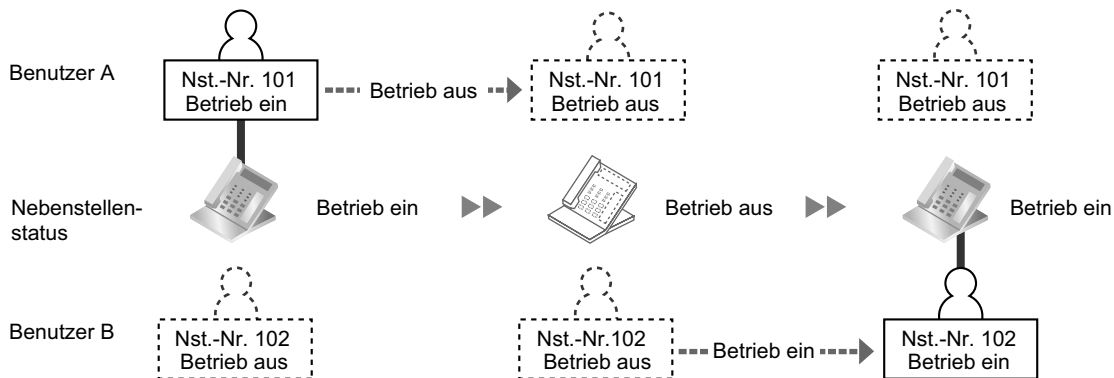 Benutzer A
Nst.-Nr. 101
Betrieb ein
Betrieb aus
Nst.-Nr. 101
Betrieb aus
Nst.-Nr. 101
Betrieb aus
Nebenstellen-
status
Betrieb ein
Betrieb aus
Betrieb ein
Benutzer B
Nst.-Nr. 102
Betrieb aus
Nst.-Nr.102
Betrieb aus
Betrieb ein
Nst.-Nr. 102
Betrieb ein